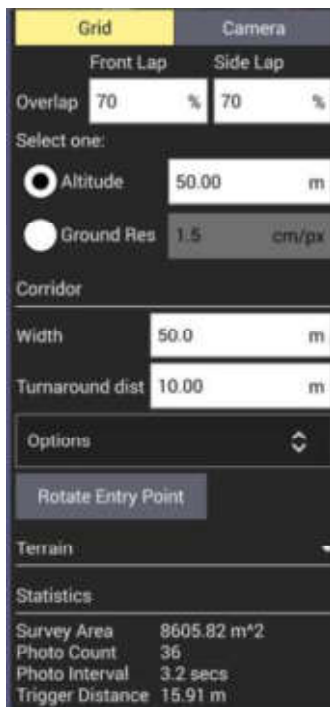 Grid Camera
Front Lap Side Lap
Overlap 70 % 70 %
Select one:
Altitude 50.00 m
Ground Res 1.5 cm/px
Corridor
Width 50.0 m
Turnaround dist 10.00 m
Options
Rotate Entry Point
Terrain
Statistics
Survey Area 8605.82 m^2
Photo Count 36
Photo Interval 3.2 secs
Trigger Distance 15.91 m